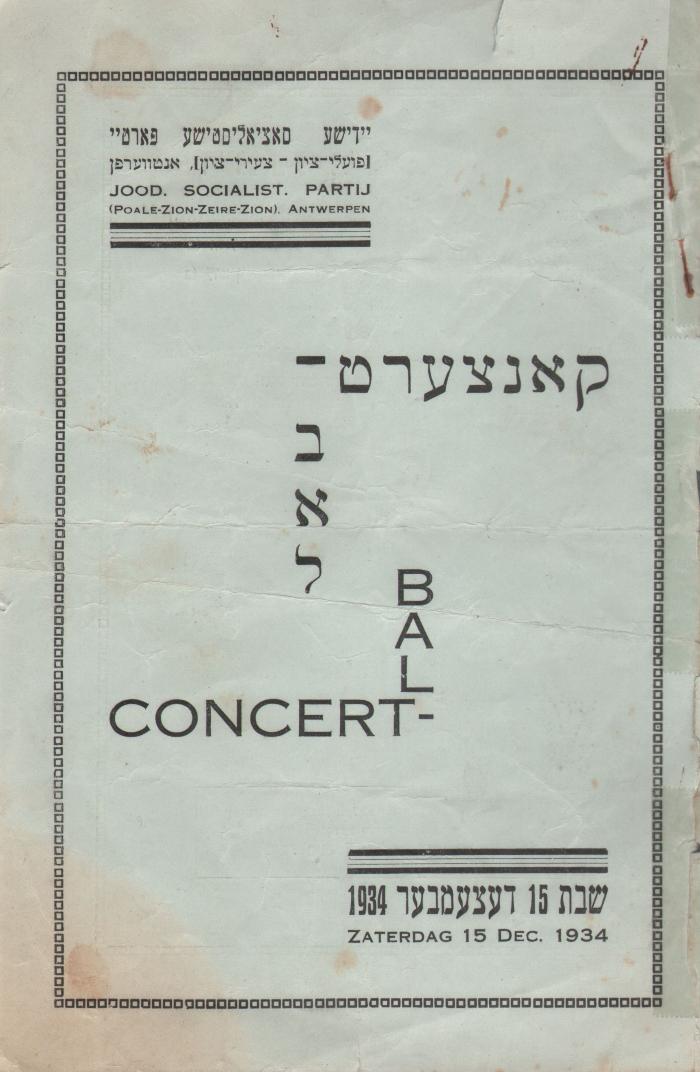 יידישע סאציאליסטישע פארטיי
[פועלי־ציון - צעירי־ציון], אנטווערפן
JOOD. SOCIALIST. PARTIJ
(POALE-ZION-ZEIRE-ZION), ANTWERPEN
קאנצערט-
באל
BAL
CONCERT-
שבת 15 דעצעמבער 1934
ZATERDAG 15 DEC. 1934